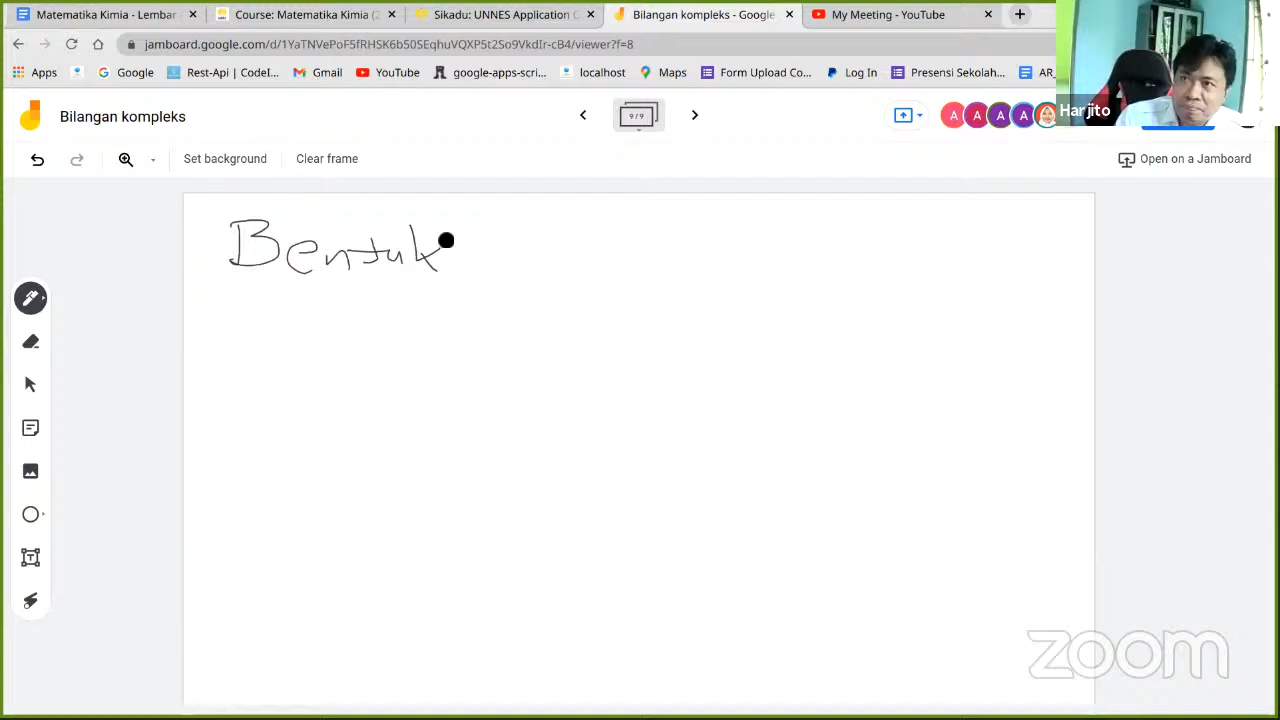 Matematika Kimia - Lembar
Course: Matematika Kimia (2
Sikadu: UNNES Application C
Bilangan kompleks - Google
My Meeting - YouTube
jamboard.google.com/d/1YaTNVePoF5fRHSK6b50SEqhuVQXP5t2So9VkdIr-cB4/viewer?f=8
Apps
Google
Rest-Api | CodeI...
Gmail
YouTube
google-apps-scri...
localhost
Maps
Form Upload Co...
Log In
Presensi Sekolah...
AR_
Harjito
Bilangan kompleks
9 / 9
A A A A
Set background
Clear frame
Open on a Jamboard
Bentuk
zoom